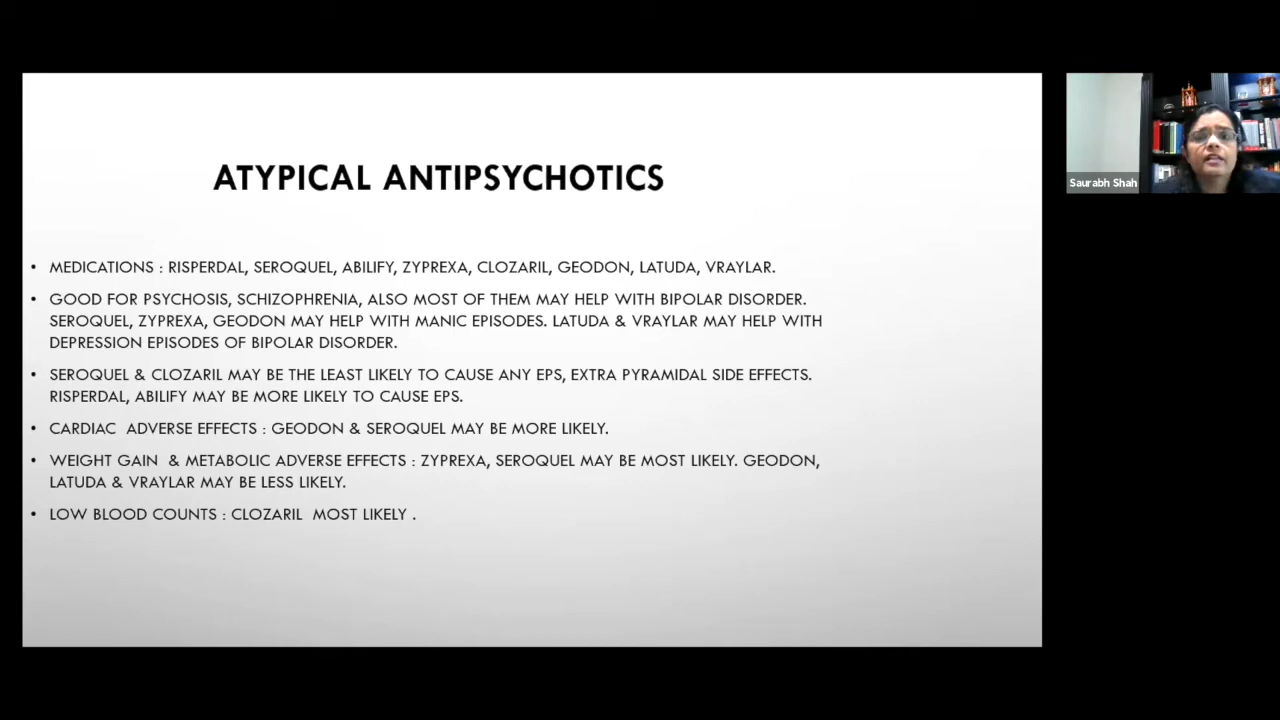 ATYPICAL ANTIPSYCHOTICS
• MEDICATIONS : RISPERDAL, SEROQUEL, ABILIFY, ZYPREXA, CLOZARIL, GEODON, LATUDA, VRAYLAR.
• GOOD FOR PSYCHOSIS, SCHIZOPHRENIA, ALSO MOST OF THEM MAY HELP WITH BIPOLAR DISORDER.
SEROQUEL, ZYPREXA, GEODON MAY HELP WITH MANIC EPISODES. LATUDA & VRAYLAR MAY HELP WITH
DEPRESSION EPISODES OF BIPOLAR DISORDER.
• SEROQUEL & CLOZARIL MAY BE THE LEAST LIKELY TO CAUSE ANY EPS, EXTRA PYRAMIDAL SIDE EFFECTS.
RISPERDAL, ABILIFY MAY BE MORE LIKELY TO CAUSE EPS.
• CARDIAC  ADVERSE EFFECTS : GEODON & SEROQUEL MAY BE MORE LIKELY.
• WEIGHT GAIN  & METABOLIC ADVERSE EFFECTS : ZYPREXA, SEROQUEL MAY BE MOST LIKELY. GEODON,
LATUDA & VRAYLAR MAY BE LESS LIKELY.
• LOW BLOOD COUNTS : CLOZARIL  MOST LIKELY .
Saurabh Shah